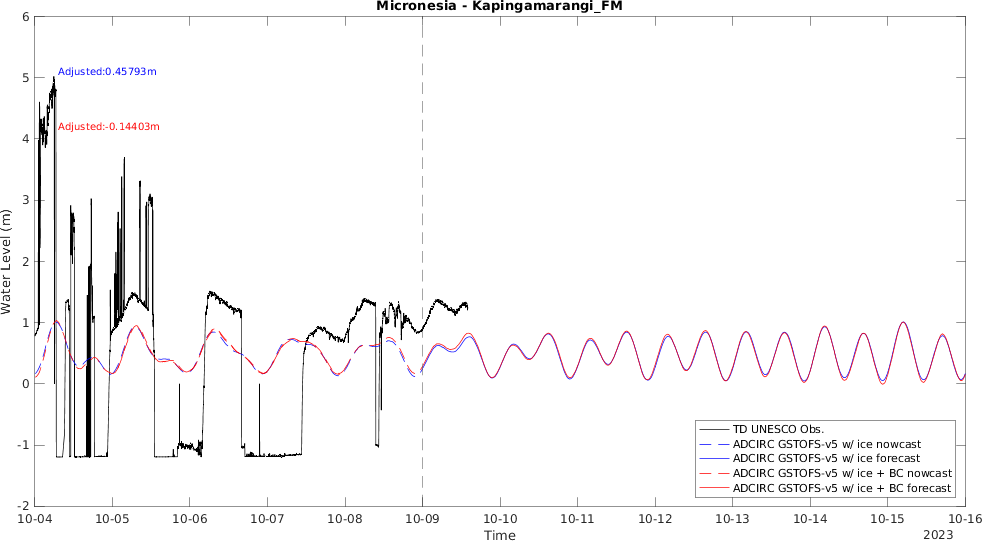 Micronesia - Kapingamarangi_FM
6
5
4
3
2
1
0
-1
-2
Water Level (m)
Adjusted:0.45793m
Adjusted:-0.14403m
TD UNESCO Obs.
ADCIRC GSTOFS-v5 w/ ice nowcast
ADCIRC GSTOFS-v5 w/ ice forecast
ADCIRC GSTOFS-v5 w/ ice + BC nowcast
ADCIRC GSTOFS-v5 w/ ice + BC forecast
10-04 10-05 10-06 10-07 10-08 10-09 10-10 10-11 10-12 10-13 10-14 10-15 10-16
Time
2023